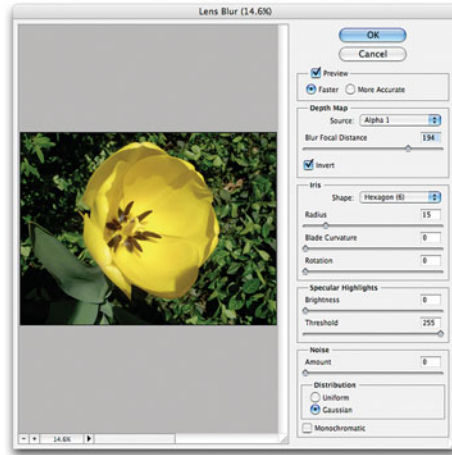 Lens Blur (14.6%)
OK
Cancel
Preview
Faster More Accurate
Depth Map
Source: Alpha 1
Blur Focal Distance 194
Invert
Iris
Shape: Hexagon (6)
Radius 15
Blade Curvature 0
Rotation 0
Specular Highlights
Brightness 0
Threshold 255
Noise
Amount 0
Distribution
Uniform
Gaussian
Monochromatic
- + 14.6%